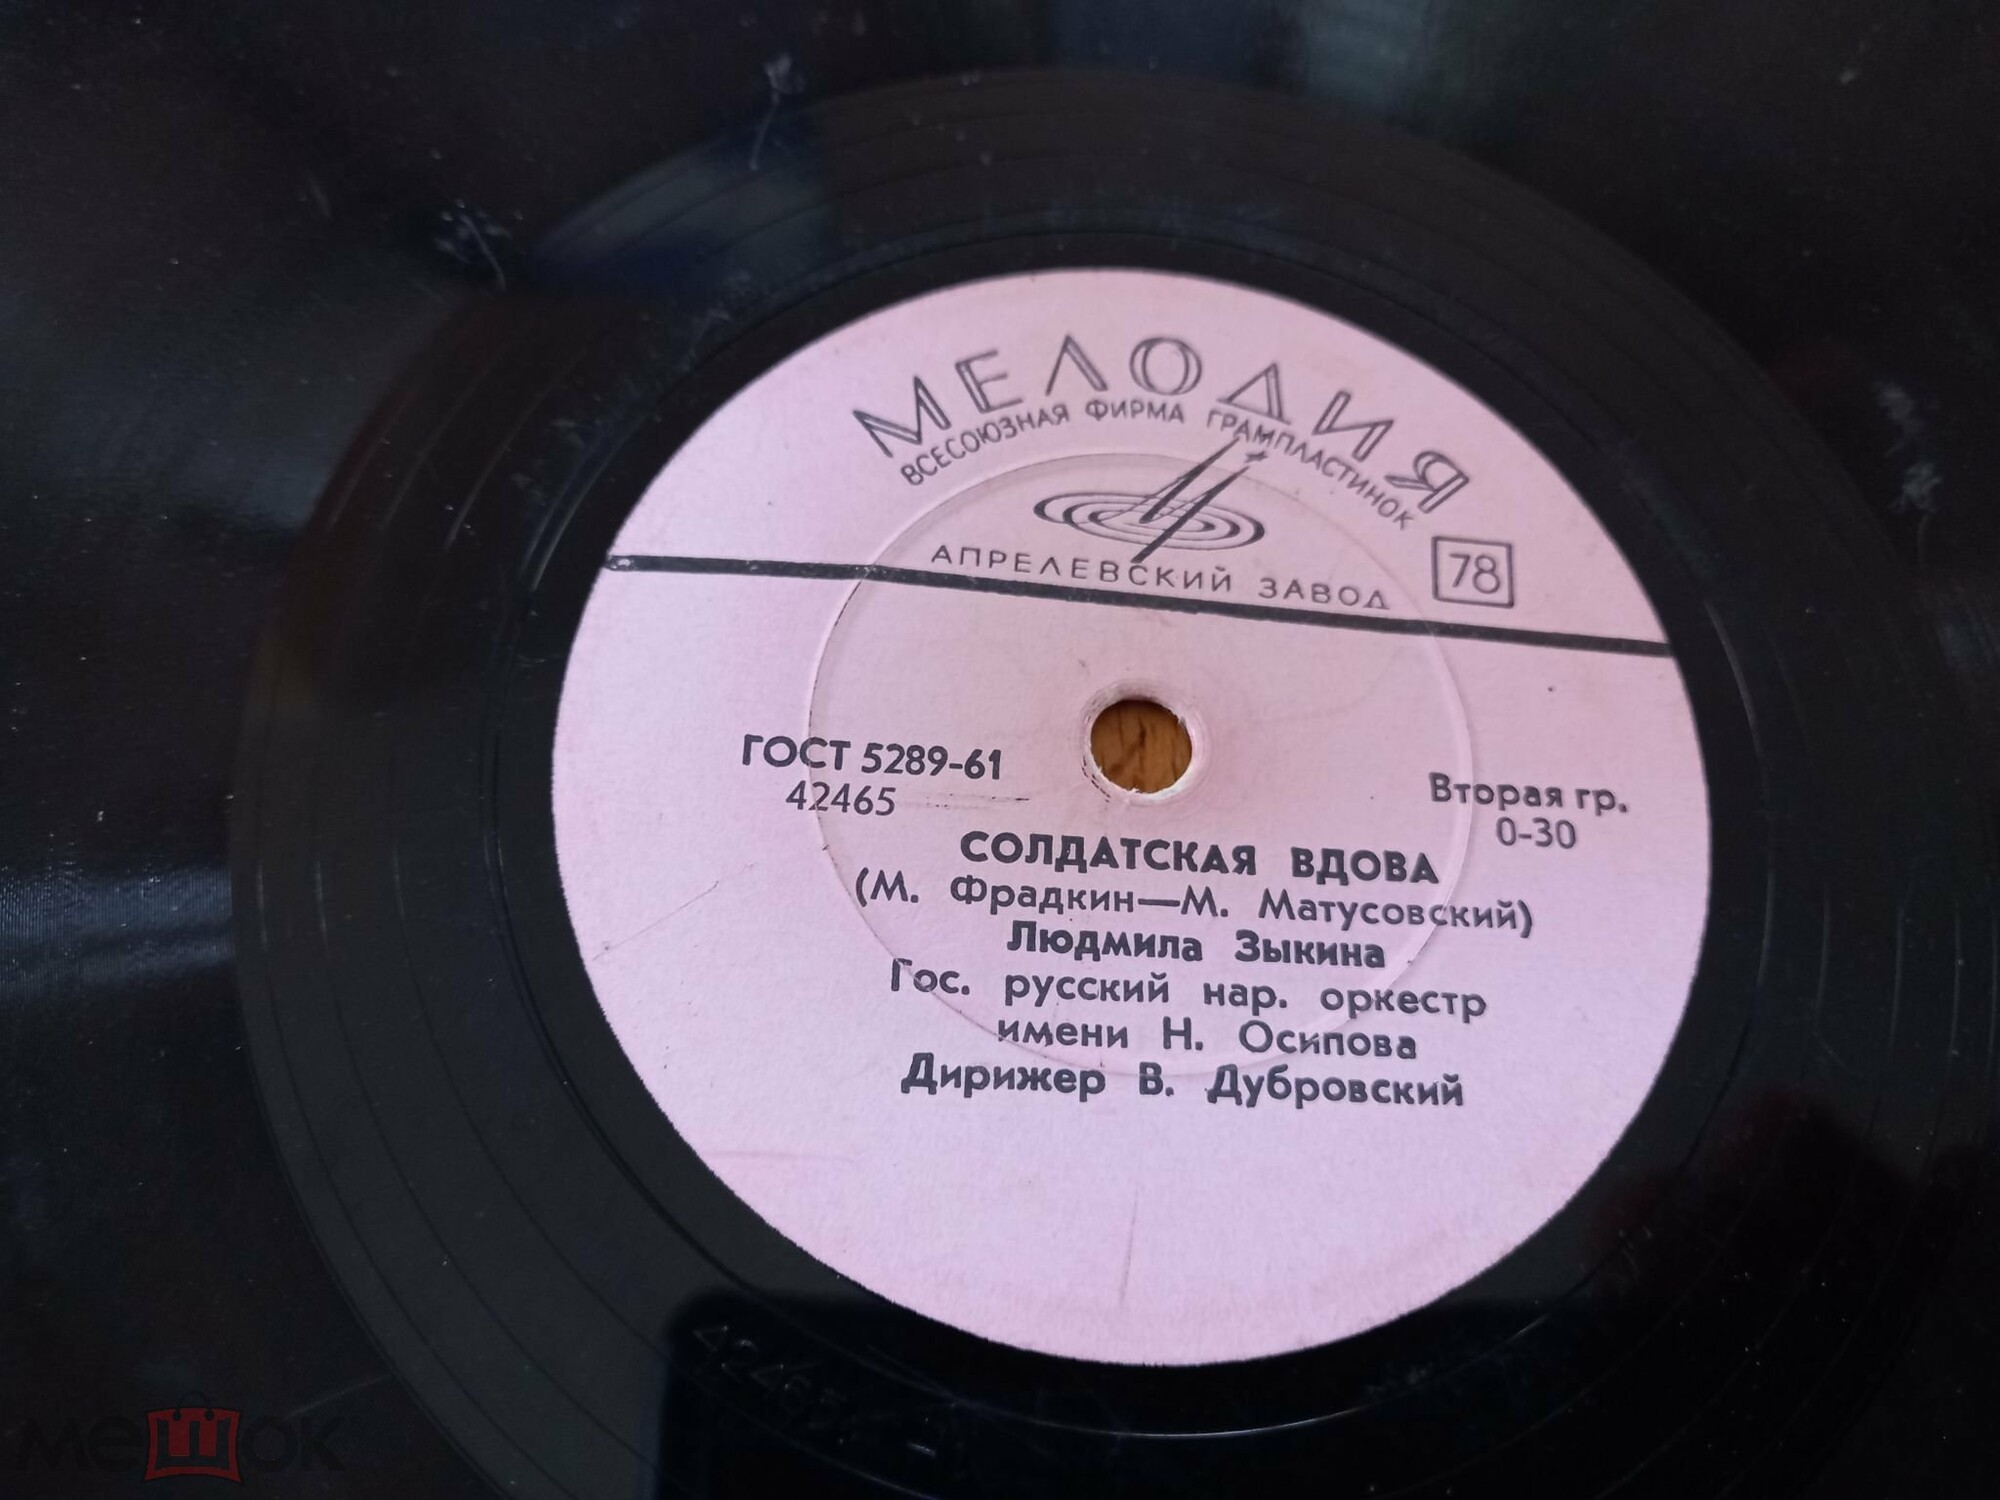 МЕЛОДИЯ
ВСЕСОЮЗНАЯ ФИРМА ГРАМПЛАСТИНОК
АПРЕЛЕВСКИЙ ЗАВОД
78
ГОСТ 5289-61
42465
Вторая гр.
0-30
СОЛДАТСКАЯ ВДОВА
(М. Фрадкин—М. Матусовский)
Людмила Зыкина
Гос. русский нар. оркестр
имени Н. Осипова
Дирижер В. Дубровский
мешок